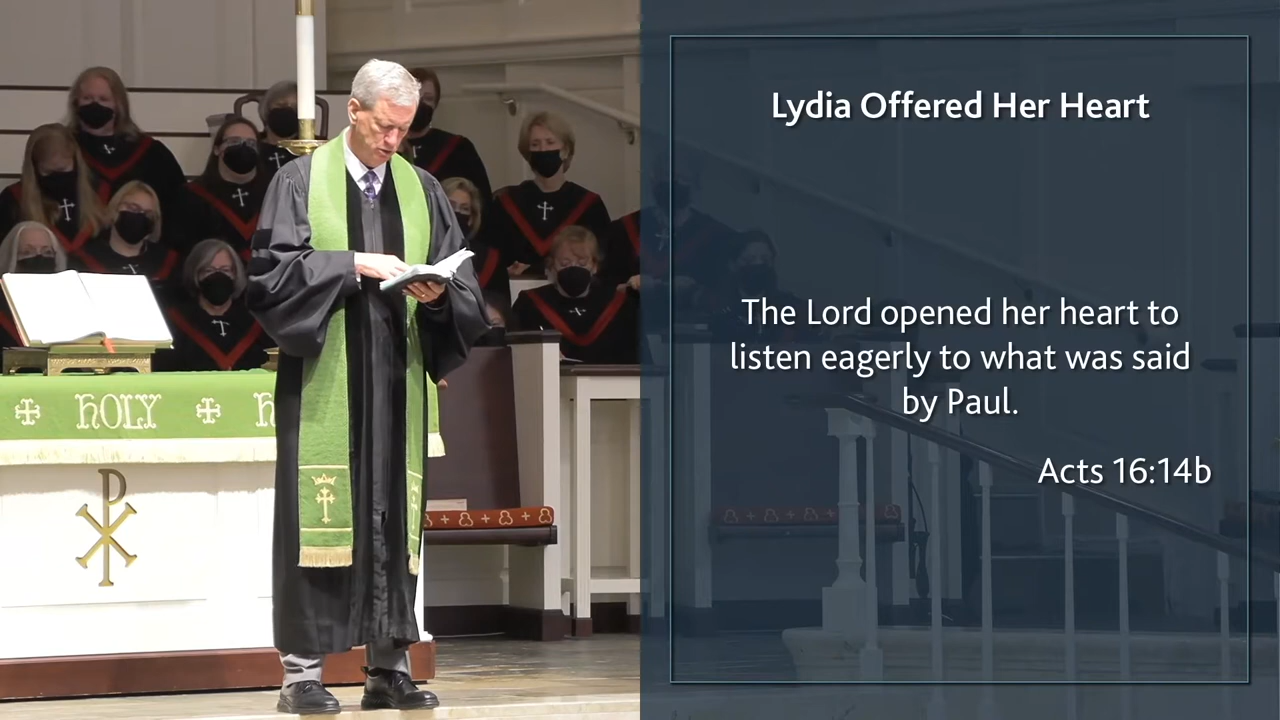 Lydia Offered Her Heart
The Lord opened her heart to
listen eagerly to what was said
by Paul.
Acts 16:14b
HOLY
H